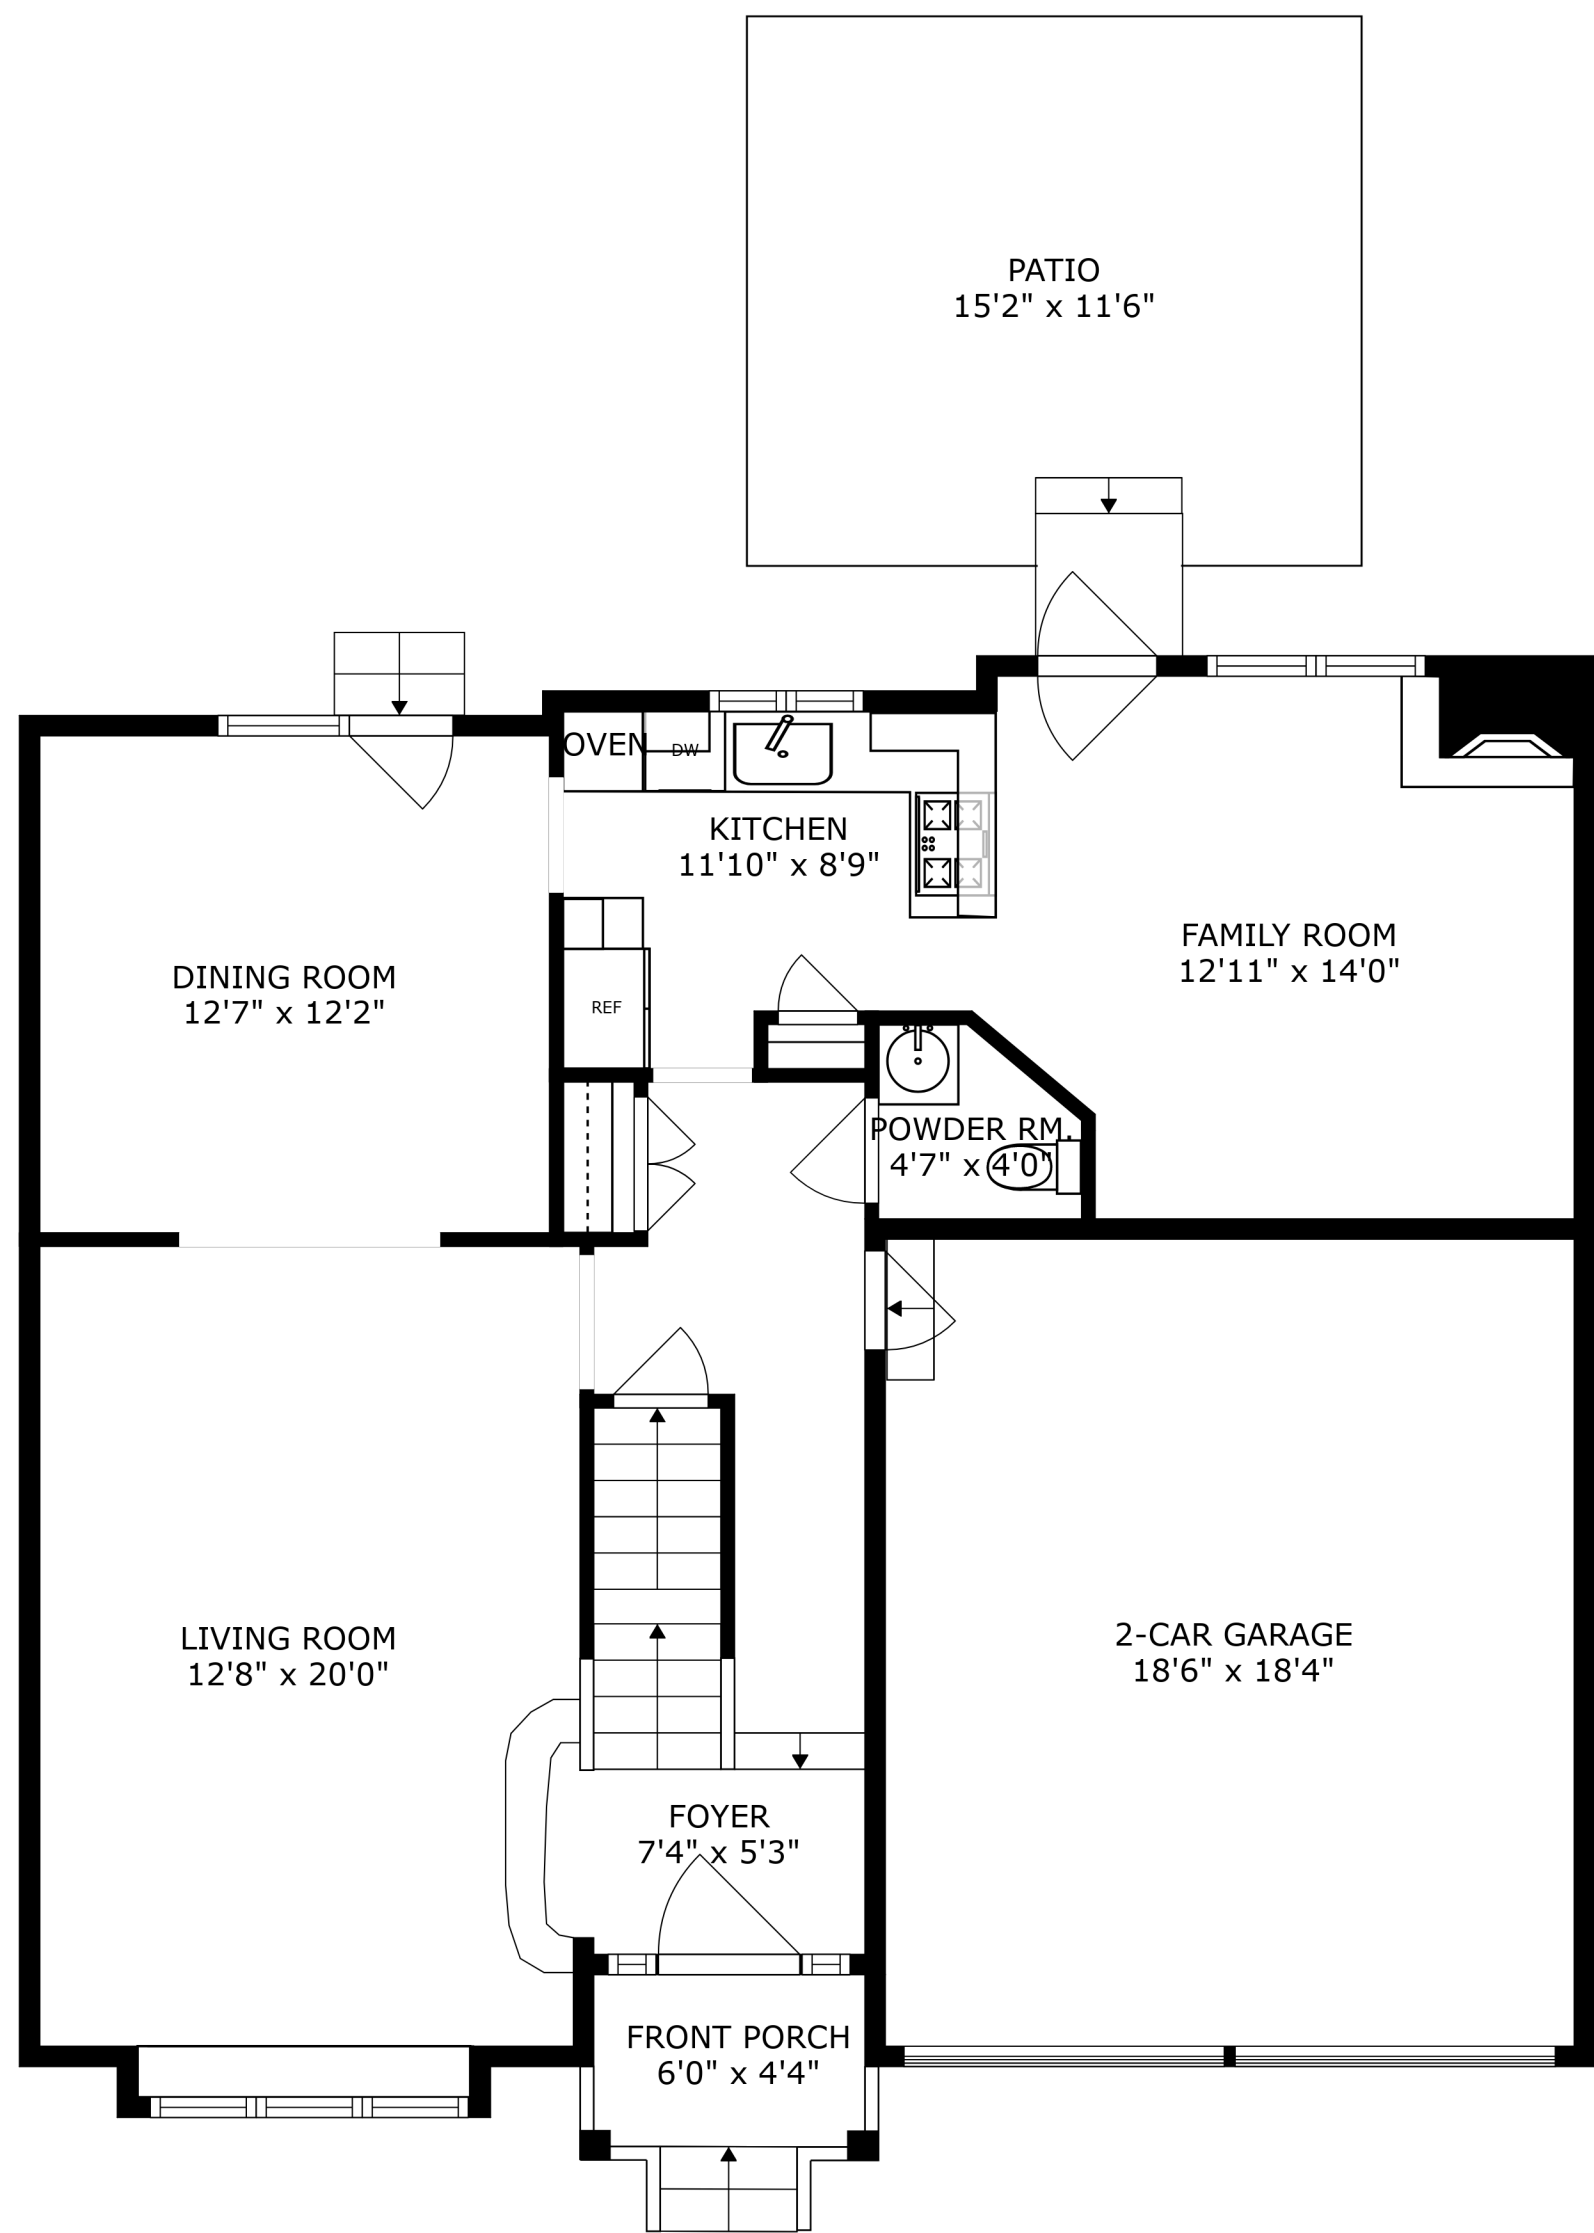 PATIO
15'2" x 11'6"
OVEN
DW
KITCHEN
11'10" x 8'9"
FAMILY ROOM
12'11" x 14'0"
DINING ROOM
12'7" x 12'2"
REF
POWDER RM.
4'7" x 4'0"
LIVING ROOM
12'8" x 20'0"
2-CAR GARAGE
18'6" x 18'4"
FOYER
7'4" x 5'3"
FRONT PORCH
6'0" x 4'4"